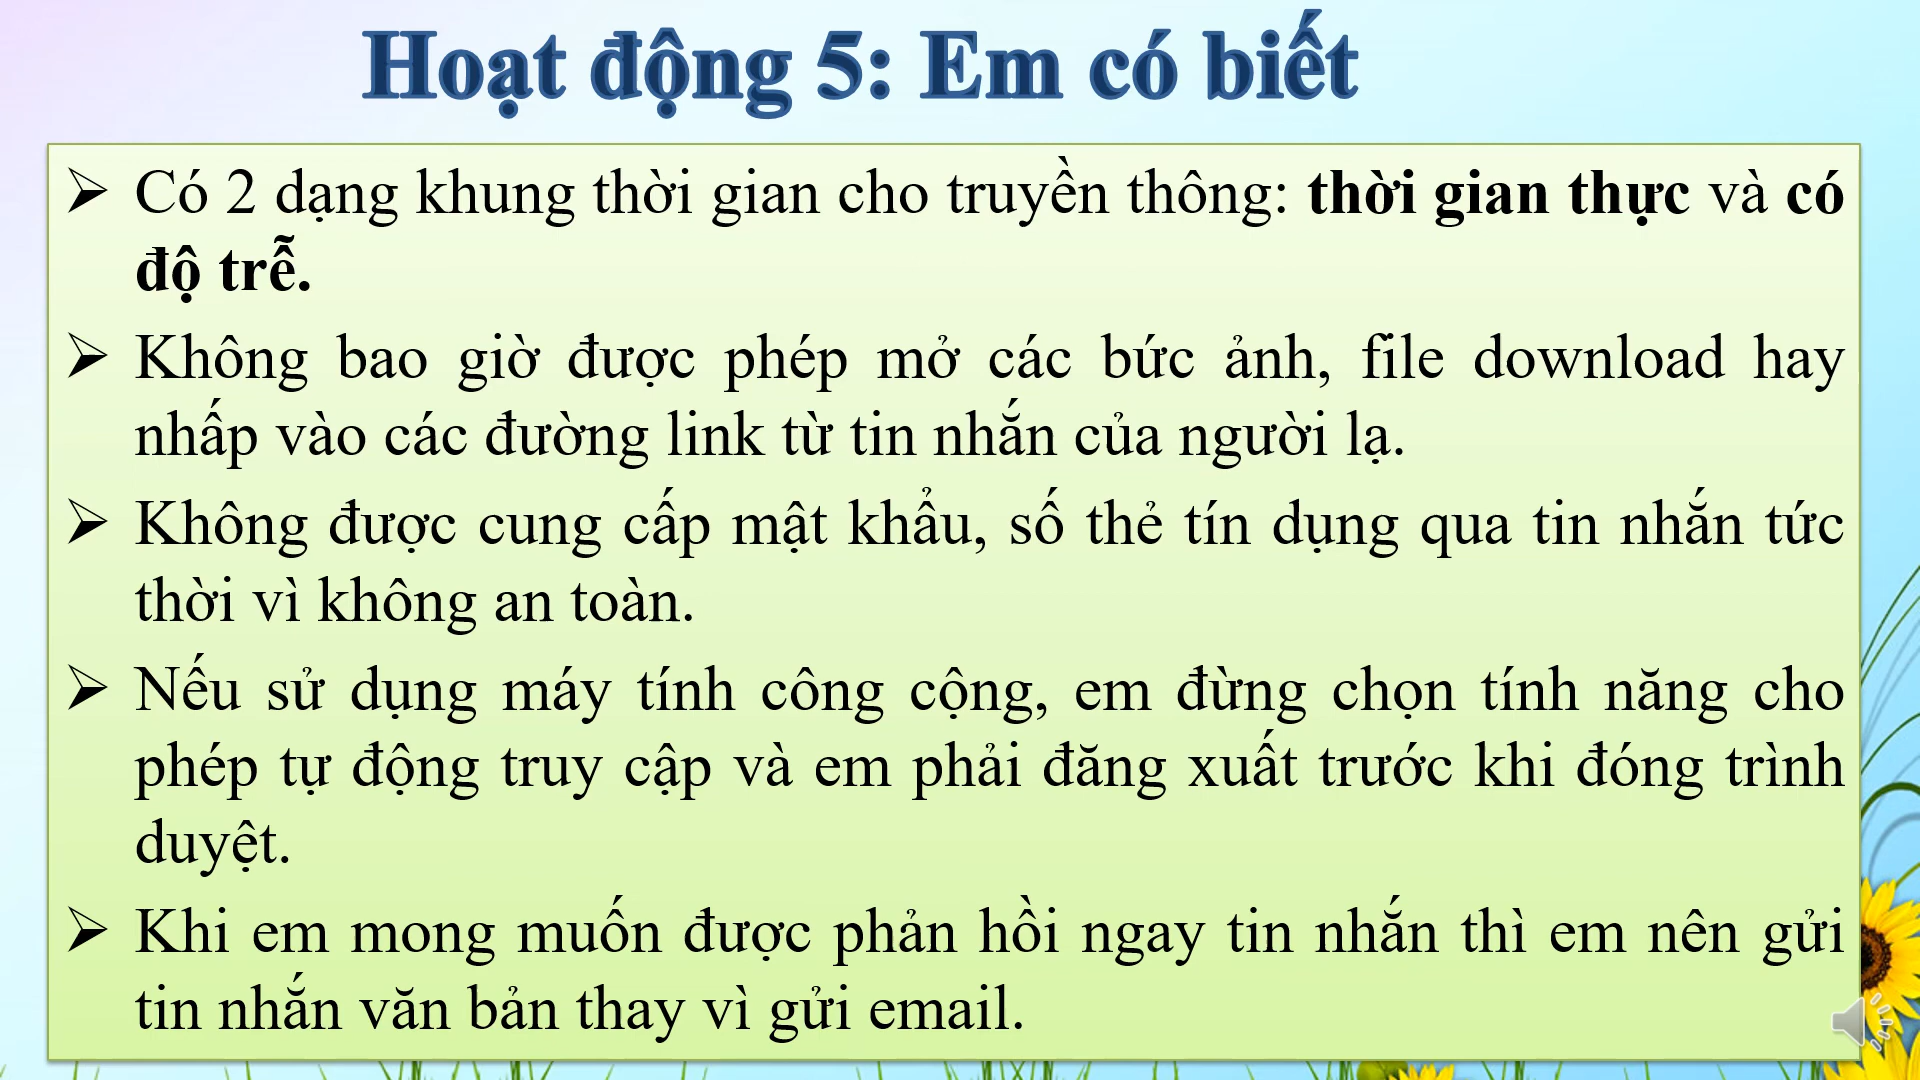 Hoạt động 5: Em có biết
➢ Có 2 dạng khung thời gian cho truyền thông: thời gian thực và có
độ trễ.
➢ Không bao giờ được phép mở các bức ảnh, file download hay
nhấp vào các đường link từ tin nhắn của người lạ.
➢ Không được cung cấp mật khẩu, số thẻ tín dụng qua tin nhắn tức
thời vì không an toàn.
➢ Nếu sử dụng máy tính công cộng, em đừng chọn tính năng cho
phép tự động truy cập và em phải đăng xuất trước khi đóng trình
duyệt.
➢ Khi em mong muốn được phản hồi ngay tin nhắn thì em nên gửi
tin nhắn văn bản thay vì gửi email.